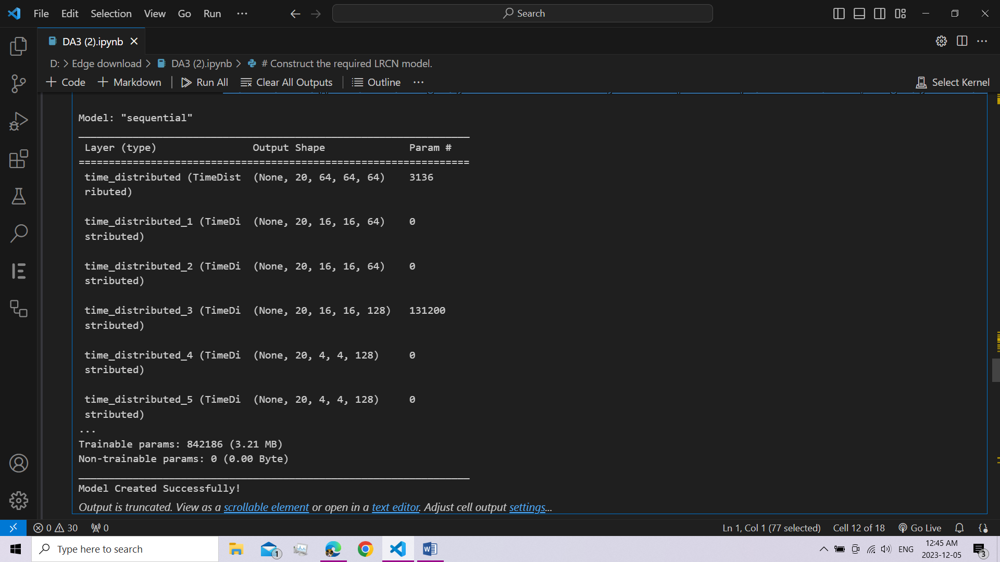 File Edit Selection View Go Run ... Search
DA3 (2).ipynb
D: > Edge download > DA3 (2).ipynb > # Construct the required LRCN model.
+ Code + Markdown Run All Clear All Outputs Outline ... Select Kernel
Model: "sequential"
_________________________________________________________________
Layer (type) Output Shape Param #
=================================================================
time_distributed (TimeDist (None, 20, 64, 64, 64) 3136
ributed)
time_distributed_1 (TimeDi (None, 20, 16, 16, 64) 0
stributed)
time_distributed_2 (TimeDi (None, 20, 16, 16, 64) 0
stributed)
time_distributed_3 (TimeDi (None, 20, 16, 16, 128) 131200
stributed)
time_distributed_4 (TimeDi (None, 20, 4, 4, 128) 0
stributed)
time_distributed_5 (TimeDi (None, 20, 4, 4, 128) 0
stributed)
...
Trainable params: 842186 (3.21 MB)
Non-trainable params: 0 (0.00 Byte)
_________________________________________________________________
Model Created Successfully!
Output is truncated. View as a scrollable element or open in a text editor. Adjust cell output settings...
0 30 0 Ln 1, Col 1 (77 selected) Cell 12 of 18 Go Live
Type here to search 1 ENG 12:45 AM
2023-12-05 3